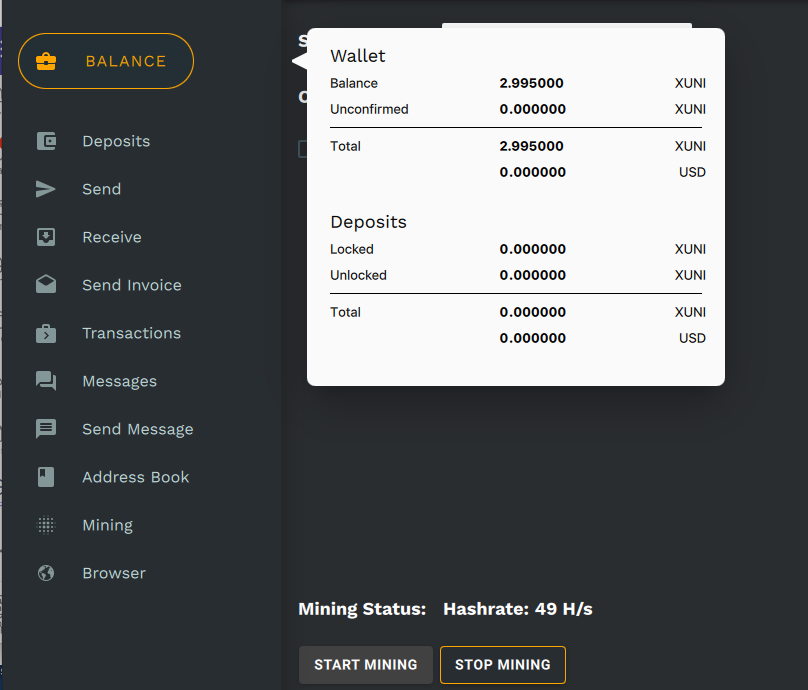 BALANCE
Deposits
Send
Receive
Send Invoice
Transactions
Messages
Send Message
Address Book
Mining
Browser
Wallet
Balance 2.995000 XUNI
Unconfirmed 0.000000 XUNI
Total 2.995000 XUNI
0.000000 USD
Deposits
Locked 0.000000 XUNI
Unlocked 0.000000 XUNI
Total 0.000000 XUNI
0.000000 USD
Mining Status: Hashrate: 49 H/s
START MINING STOP MINING